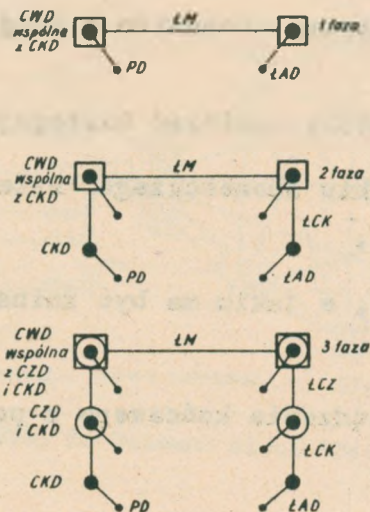 CWD
wspólna
z CKD
ŁM
1 faza
PD
ŁAD
CWD
wspólna
z CKD
ŁM
2 faza
ŁCK
CKD
PD
ŁAD
CWD
wspólna
z CZD
i CKD
ŁM
3 faza
ŁCZ
CZD
i CKD
ŁCK
CKD
PD
ŁAD